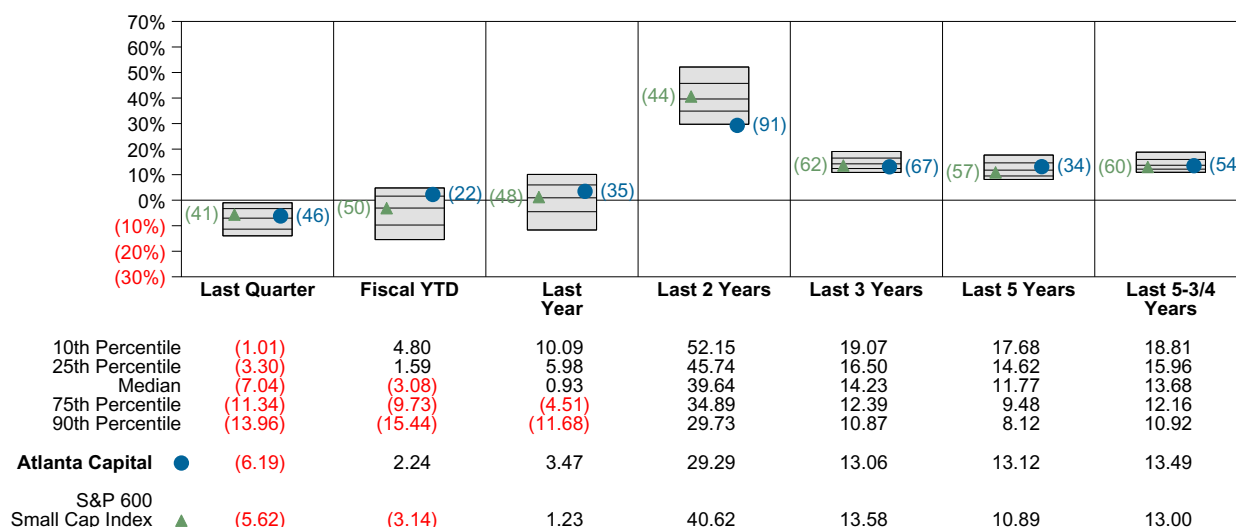 70%
60%
50%
40%
30%
20%
10%
0%
(10%)
(20%)
(30%)
(41) (46)
(50) (22)
(48) (35)
(44) (91)
(62) (67)
(57) (34)
(60) (54)
Last Quarter Fiscal YTD Last Year Last 2 Years Last 3 Years Last 5 Years Last 5-3/4 Years
10th Percentile (1.01) 4.80 10.09 52.15 19.07 17.68 18.81
25th Percentile (3.30) 1.59 5.98 45.74 16.50 14.62 15.96
Median (7.04) (3.08) 0.93 39.64 14.23 11.77 13.68
75th Percentile (11.34) (9.73) (4.51) 34.89 12.39 9.48 12.16
90th Percentile (13.96) (15.44) (11.68) 29.73 10.87 8.12 10.92
Atlanta Capital (6.19) 2.24 3.47 29.29 13.06 13.12 13.49
S&P 600
Small Cap Index (5.62) (3.14) 1.23 40.62 13.58 10.89 13.00